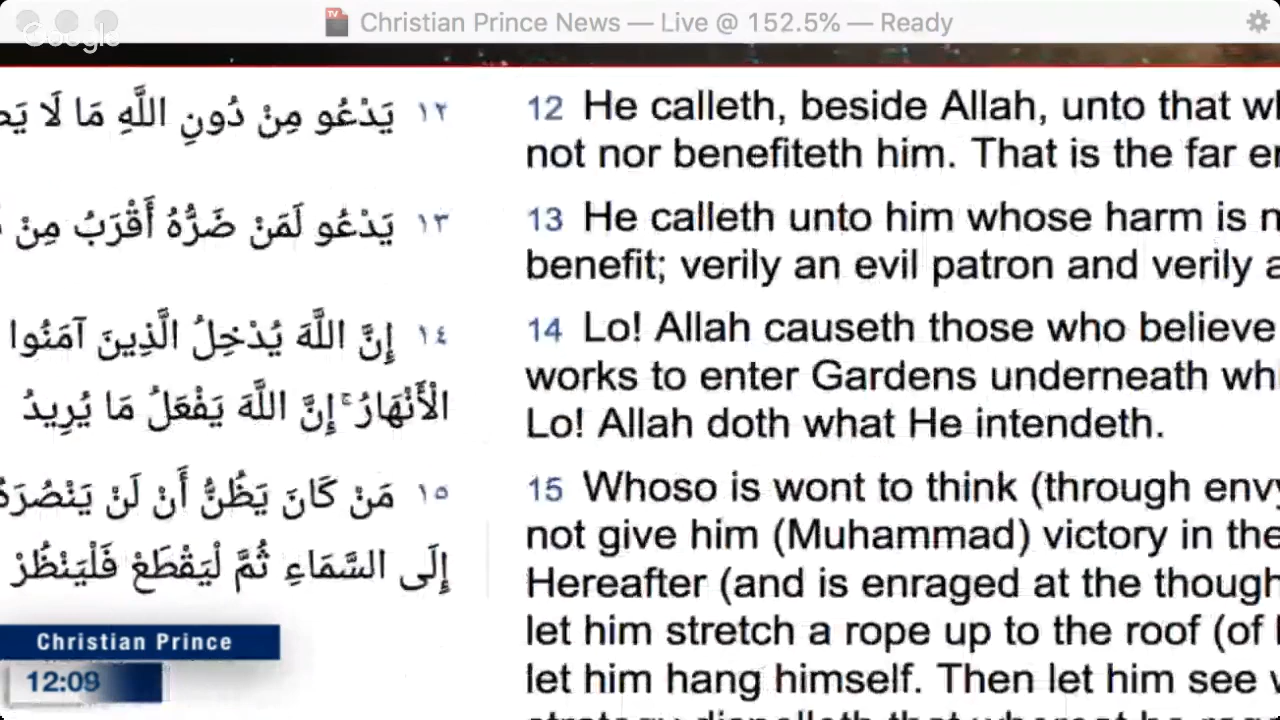 Christian Prince News — Live @ 152.5% — Ready
Google
١٢ يَدْعُو مِنْ دُونِ اللَّهِ مَا لَا
12 He calleth, beside Allah, unto that
not nor benefiteth him. That is the far
١٣ يَدْعُو لَمَنْ ضَرُّهُ أَقْرَبُ مِنْ
13 He calleth unto him whose harm is
benefit; verily an evil patron and verily
١٤ إِنَّ اللَّهَ يُدْخِلُ الَّذِينَ آمَنُوا
الْأَنْهَارُ ۚ إِنَّ اللَّهَ يَفْعَلُ مَا يُرِيدُ
14 Lo! Allah causeth those who believe
works to enter Gardens underneath
Lo! Allah doth what He intendeth.
١٥ مَنْ كَانَ يَظُنُّ أَنْ لَنْ
إِلَى السَّمَاءِ ثُمَّ لْيَقْطَعْ فَلْيَنْظُرْ
15 Whoso is wont to think (through
not give him (Muhammad) victory in the
Hereafter (and is enraged at the
let him stretch a rope up to the roof (of
let him hang himself. Then let him see
Christian Prince
12:09